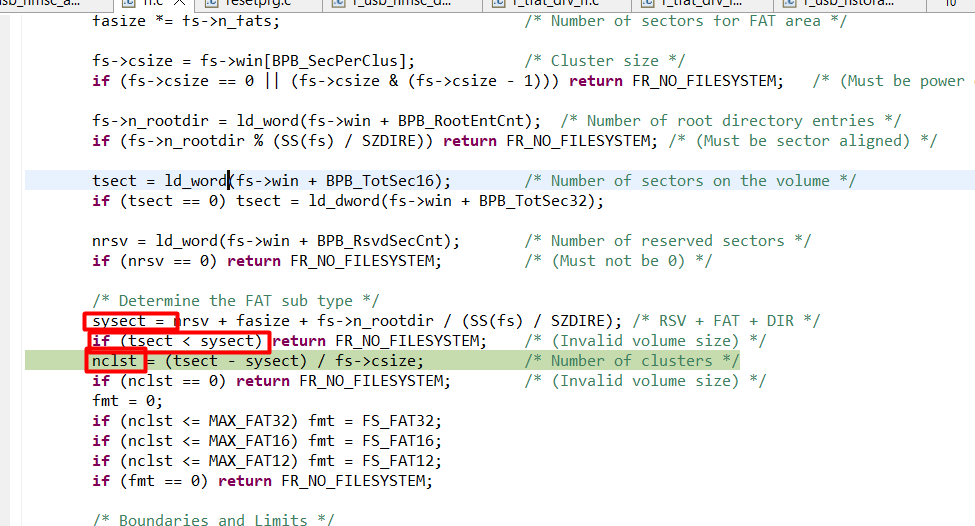 ff.c resetprg.c
fasize *= fs->n_fats; /* Number of sectors for FAT area */
fs->csize = fs->win[BPB_SecPerClus]; /* Cluster size */
if (fs->csize == 0 || (fs->csize & (fs->csize - 1))) return FR_NO_FILESYSTEM; /* (Must be power
fs->n_rootdir = ld_word(fs->win + BPB_RootEntCnt); /* Number of root directory entries */
if (fs->n_rootdir % (SS(fs) / SZDIRE)) return FR_NO_FILESYSTEM; /* (Must be sector aligned) */
tsect = ld_word(fs->win + BPB_TotSec16); /* Number of sectors on the volume */
if (tsect == 0) tsect = ld_dword(fs->win + BPB_TotSec32);
nrsv = ld_word(fs->win + BPB_RsvdSecCnt); /* Number of reserved sectors */
if (nrsv == 0) return FR_NO_FILESYSTEM; /* (Must not be 0) */
/* Determine the FAT sub type */
sysect = nrsv + fasize + fs->n_rootdir / (SS(fs) / SZDIRE); /* RSV + FAT + DIR */
if (tsect < sysect) return FR_NO_FILESYSTEM; /* (Invalid volume size) */
nclst = (tsect - sysect) / fs->csize; /* Number of clusters */
if (nclst == 0) return FR_NO_FILESYSTEM; /* (Invalid volume size) */
fmt = 0;
if (nclst <= MAX_FAT32) fmt = FS_FAT32;
if (nclst <= MAX_FAT16) fmt = FS_FAT16;
if (nclst <= MAX_FAT12) fmt = FS_FAT12;
if (fmt == 0) return FR_NO_FILESYSTEM;
/* Boundaries and Limits */